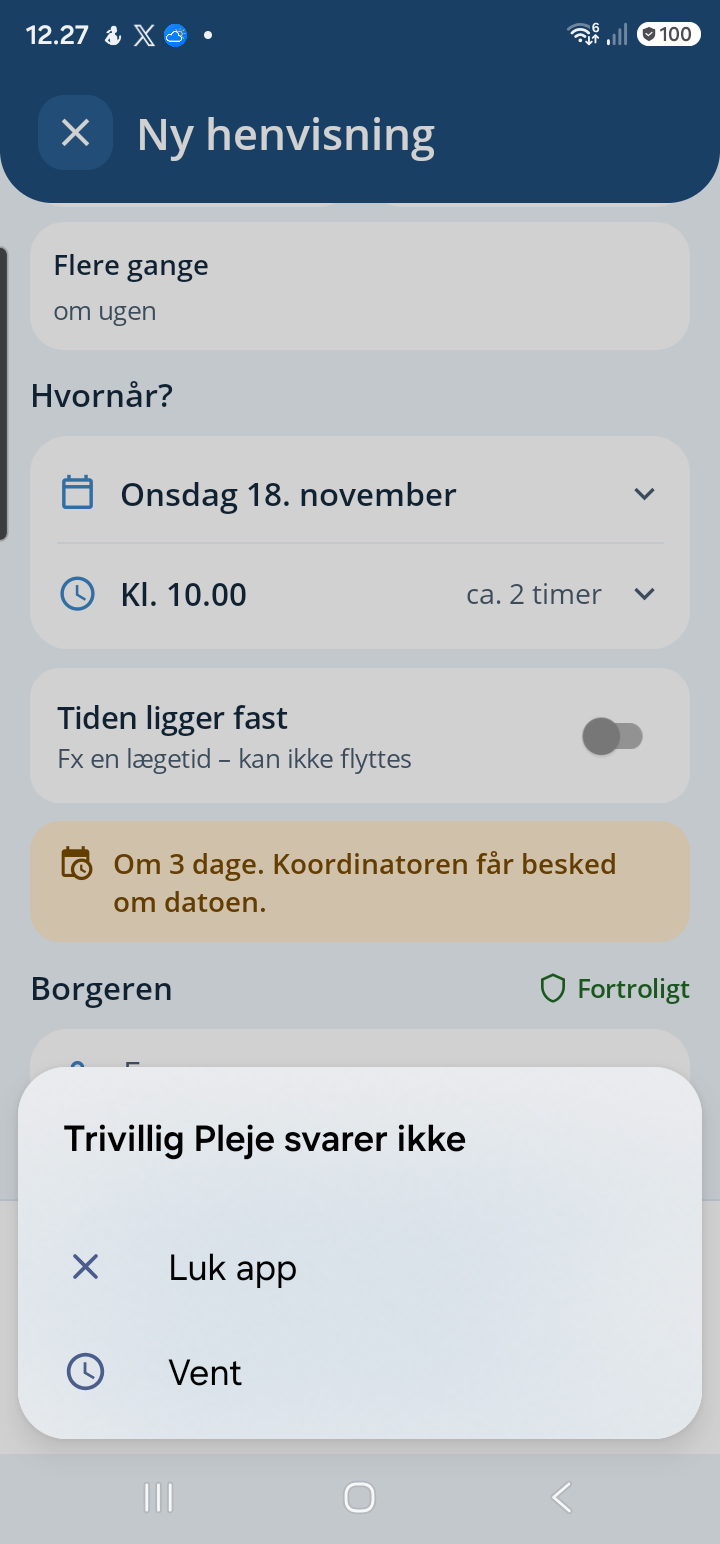 12.27
6
100
Ny henvisning
Flere gange
om ugen
Hvornår?
Onsdag 18. november
Kl. 10.00 ca. 2 timer
Tiden ligger fast
Fx en lægetid – kan ikke flyttes
Om 3 dage. Koordinatoren får besked
om datoen.
Borgeren Fortroligt
Trivillig Pleje svarer ikke
Luk app
Vent